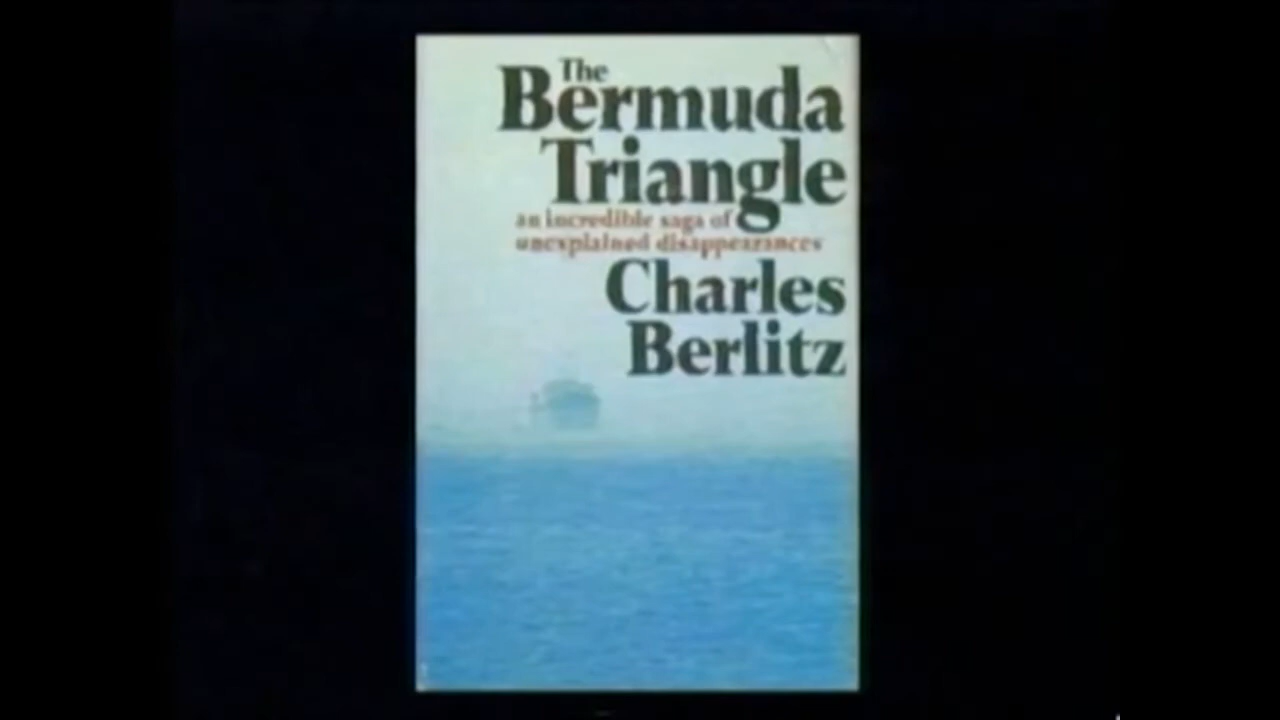 The
Bermuda
Triangle
an incredible saga of
unexplained disappearances
Charles
Berlitz